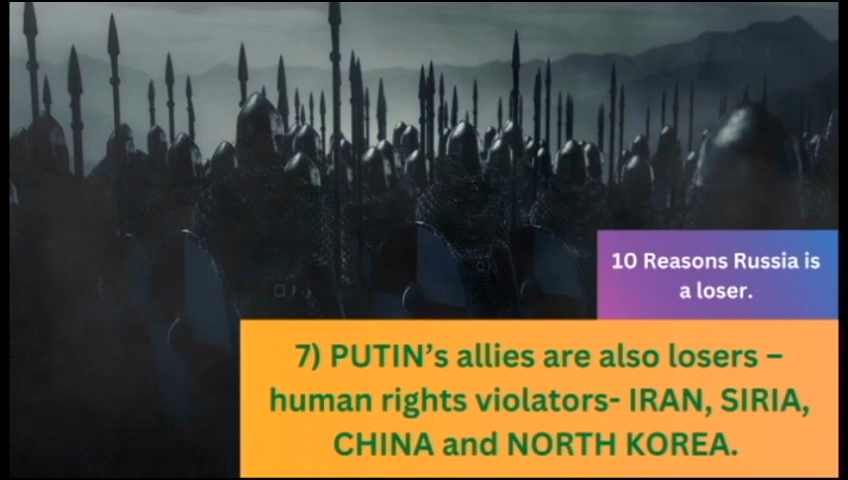 10 Reasons Russia is
a loser.
7) PUTIN’s allies are also losers –
human rights violators- IRAN, SIRIA,
CHINA and NORTH KOREA.